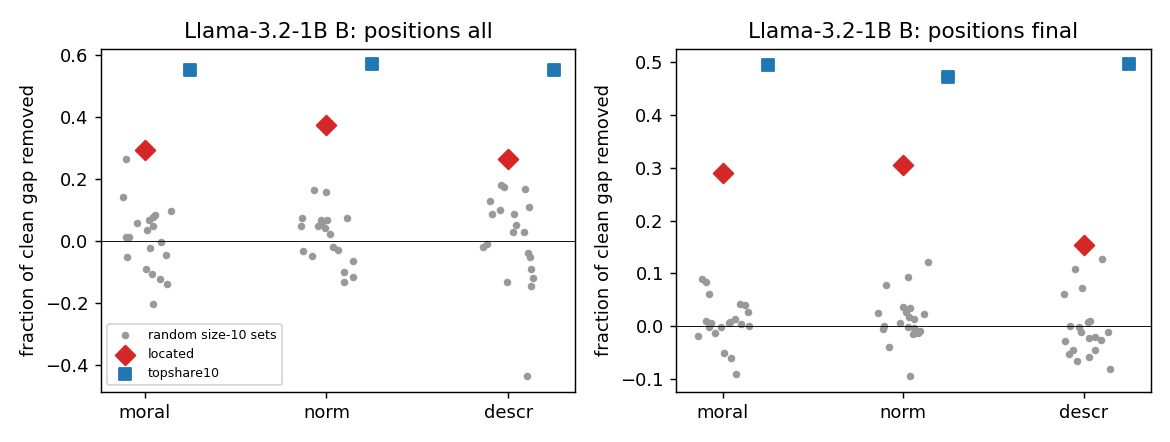 Llama-3.2-1B B: positions all
fraction of clean gap removed
0.6
0.4
0.2
0.0
−0.2
−0.4
random size-10 sets
located
topshare10
moral
norm
descr
Llama-3.2-1B B: positions final
fraction of clean gap removed
0.5
0.4
0.3
0.2
0.1
0.0
−0.1
moral
norm
descr